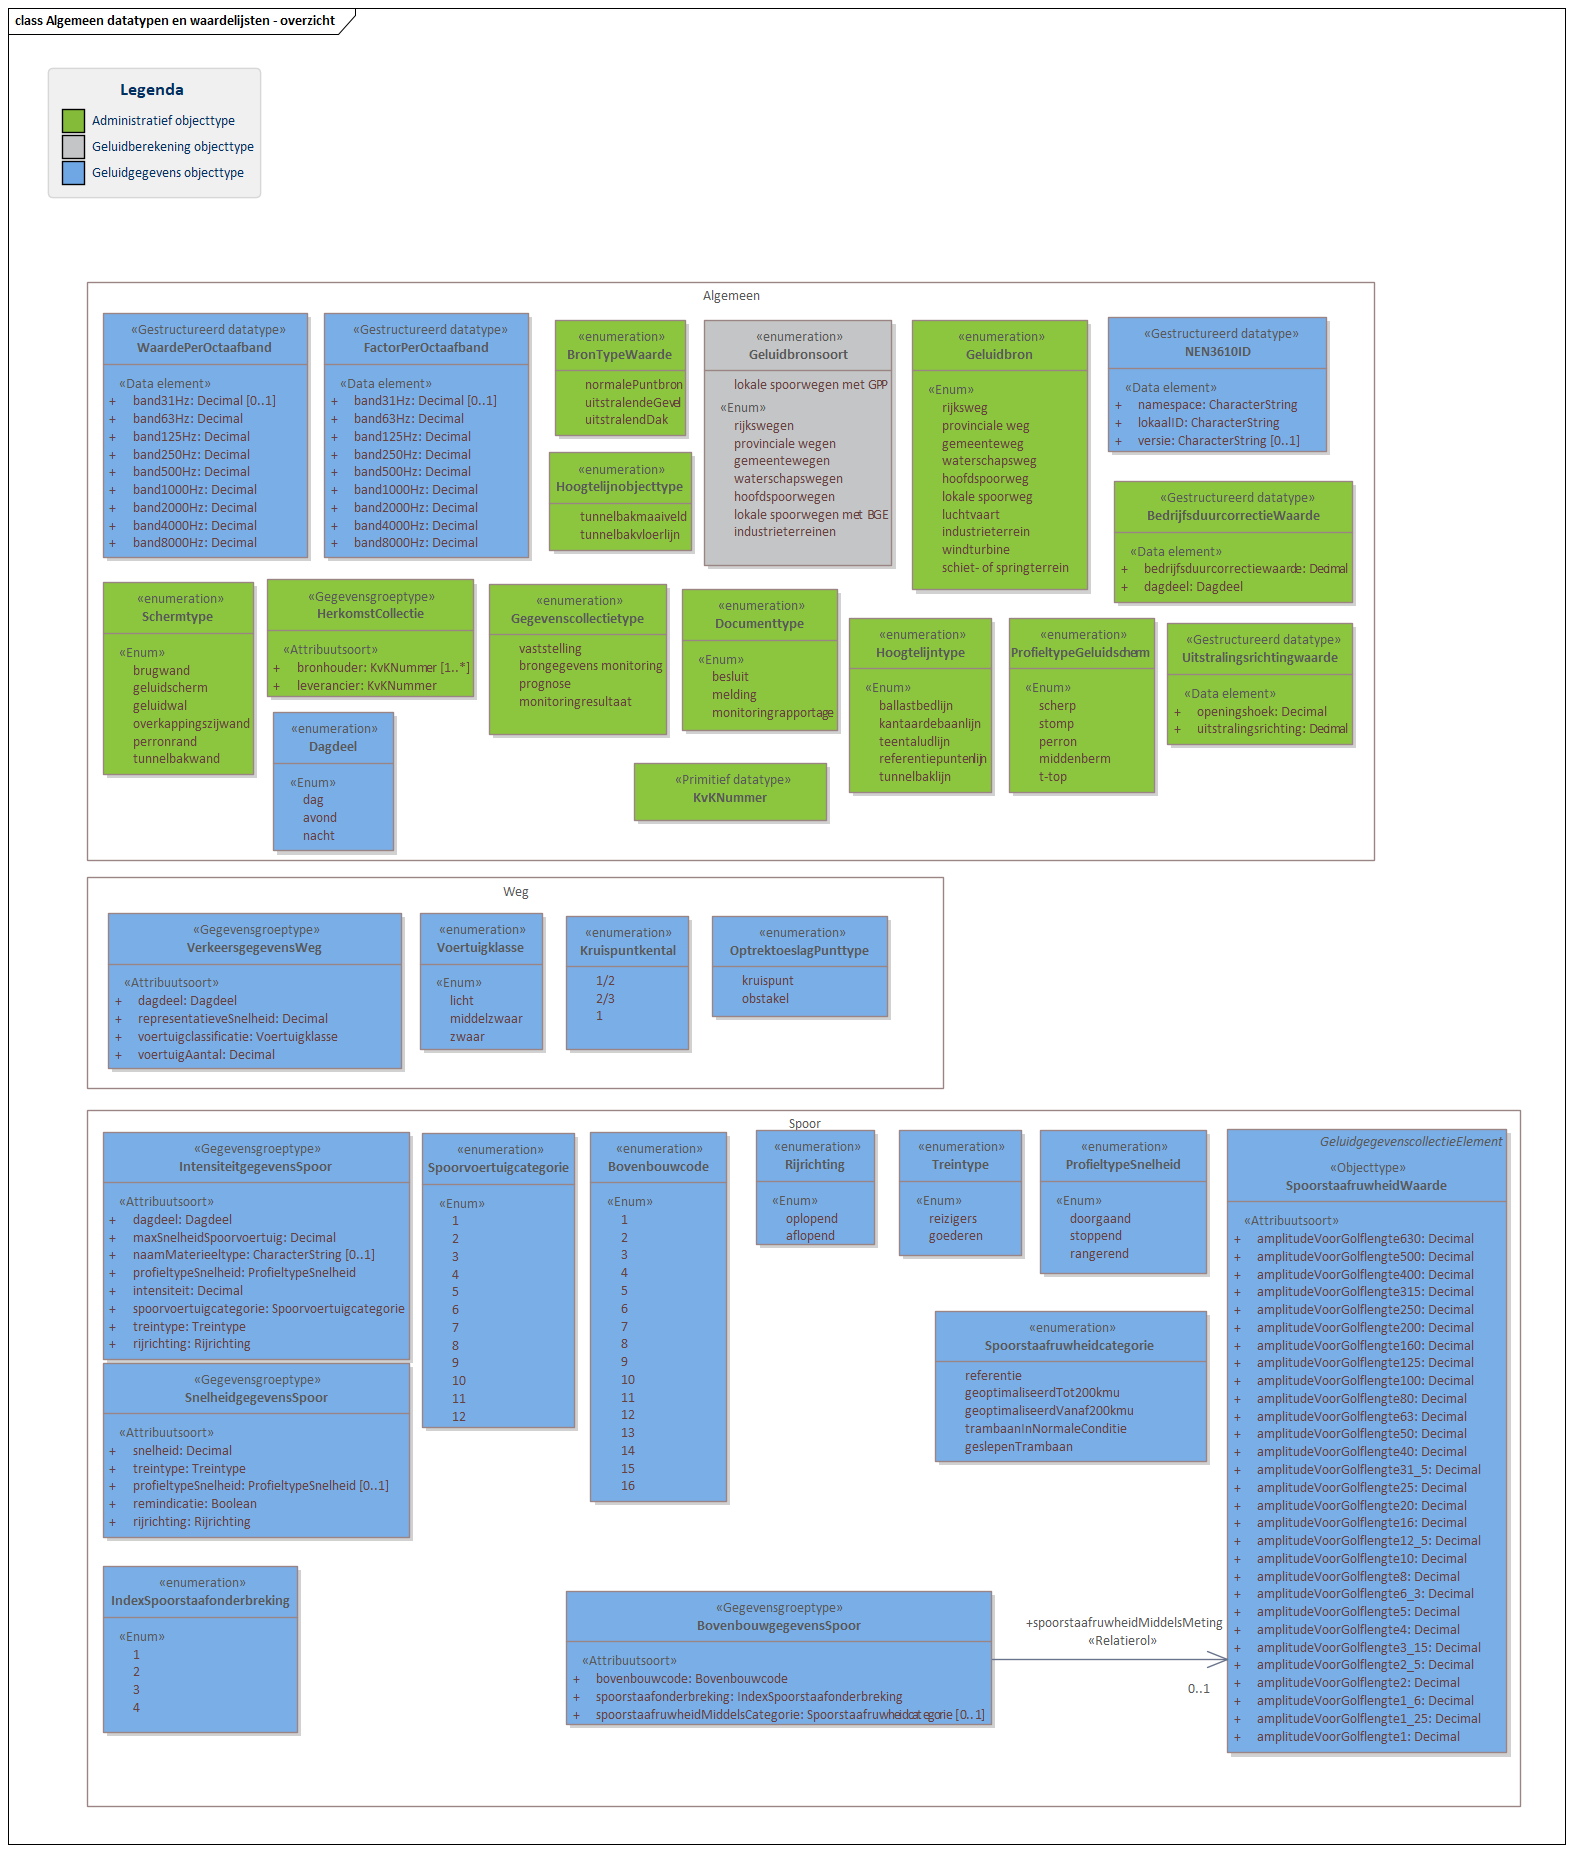 class Algemeen datatypen en waardelijsten - overzicht
Legenda
Administratief objecttype
Geluidberekening objecttype
Geluidgegevens objecttype
Algemeen
«Gestructureerd datatype»
WaardePerOctaafband
«Data element»
+ band31Hz: Decimal [0..1]
+ band63Hz: Decimal
+ band125Hz: Decimal
+ band250Hz: Decimal
+ band500Hz: Decimal
+ band1000Hz: Decimal
+ band2000Hz: Decimal
+ band4000Hz: Decimal
+ band8000Hz: Decimal
«Gestructureerd datatype»
FactorPerOctaafband
«Data element»
+ band31Hz: Decimal [0..1]
+ band63Hz: Decimal
+ band125Hz: Decimal
+ band250Hz: Decimal
+ band500Hz: Decimal
+ band1000Hz: Decimal
+ band2000Hz: Decimal
+ band4000Hz: Decimal
+ band8000Hz: Decimal
«enumeration»
BronTypeWaarde
normalePuntbron
uitstralendeGevel
uitstralendDak
«enumeration»
Hoogtelijnobjecttype
tunnelbakmaaiveld
tunnelbakvloerlijn
«enumeration»
Geluidbronsoort
lokale spoorwegen met GPP
«Enum»
rijkswegen
provinciale wegen
gemeentewegen
waterschapswegen
hoofdspoorwegen
lokale spoorwegen met BGE
industrieterreinen
«enumeration»
Geluidbron
«Enum»
rijksweg
provinciale weg
gemeenteweg
waterschapsweg
hoofdspoorweg
lokale spoorweg
luchtvaart
industrieterrein
windturbine
schiet- of springterrein
«Gestructureerd datatype»
NEN3610ID
«Data element»
+ namespace: CharacterString
+ lokaalID: CharacterString
+ versie: CharacterString [0..1]
«Gestructureerd datatype»
BedrijfsduurcorrectieWaarde
«Data element»
+ bedrijfsduurcorrectiewaarde: Decimal
+ dagdeel: Dagdeel
«enumeration»
Schermtype
«Enum»
brugwand
geluidscherm
geluidwal
overkappingszijwand
perronrand
tunnelbakwand
«Gegevensgroeptype»
HerkomstCollectie
«Attribuutsoort»
+ bronhouder: KvKNummer [1..*]
+ leverancier: KvKNummer
«enumeration»
Gegevenscollectietype
vaststelling
brongegevens monitoring
prognose
monitoringresultaat
«enumeration»
Documenttype
«Enum»
besluit
melding
monitoringrapportage
«enumeration»
Hoogtelijntype
«Enum»
ballastbedlijn
kantaardebaanlijn
teentaludlijn
referentiepuntenlijn
tunnelbaklijn
«enumeration»
ProfieltypeGeluidscherm
«Enum»
scherp
stomp
perron
middenberm
t-top
«Gestructureerd datatype»
Uitstralingsrichtingwaarde
«Data element»
+ openingshoek: Decimal
+ uitstralingsrichting: Decimal
«enumeration»
Dagdeel
«Enum»
dag
avond
nacht
«Primitief datatype»
KvKNummer
Weg
«Gegevensgroeptype»
VerkeersgegevensWeg
«Attribuutsoort»
+ dagdeel: Dagdeel
+ representatieveSnelheid: Decimal
+ voertuigclassificatie: Voertuigklasse
+ voertuigAantal: Decimal
«enumeration»
Voertuigklasse
«Enum»
licht
middelzwaar
zwaar
«enumeration»
Kruispuntkental
1/2
2/3
1
«enumeration»
OptrektoeslagPunttype
kruispunt
obstakel
Spoor
«Gegevensgroeptype»
IntensiteitgegevensSpoor
«Attribuutsoort»
+ dagdeel: Dagdeel
+ maxSnelheidSpoorvoertuig: Decimal
+ naamMaterieeltype: CharacterString [0..1]
+ profieltypeSnelheid: ProfieltypeSnelheid
+ intensiteit: Decimal
+ spoorvoertuigcategorie: Spoorvoertuigcategorie
+ treintype: Treintype
+ rijrichting: Rijrichting
«Gegevensgroeptype»
SnelheidgegevensSpoor
«Attribuutsoort»
+ snelheid: Decimal
+ treintype: Treintype
+ profieltypeSnelheid: ProfieltypeSnelheid [0..1]
+ remindicatie: Boolean
+ rijrichting: Rijrichting
«enumeration»
IndexSpoorstaafonderbreking
«Enum»
1
2
3
4
«enumeration»
Spoorvoertuigcategorie
«Enum»
1
2
3
4
5
6
7
8
9
10
11
12
«enumeration»
Bovenbouwcode
«Enum»
1
2
3
4
5
6
7
8
9
10
11
12
13
14
15
16
«enumeration»
Rijrichting
«Enum»
oplopend
aflopend
«enumeration»
Treintype
«Enum»
reizigers
goederen
«enumeration»
ProfieltypeSnelheid
«Enum»
doorgaand
stoppend
rangerend
«enumeration»
Spoorstaafruwheidcategorie
referentie
geoptimaliseerdTot200kmu
geoptimaliseerdVanaf200kmu
trambaanInNormaleConditie
geslepenTrambaan
«Gegevensgroeptype»
BovenbouwgegevensSpoor
«Attribuutsoort»
+ bovenbouwcode: Bovenbouwcode
+ spoorstaafonderbreking: IndexSpoorstaafonderbreking
+ spoorstaafruwheidMiddelsCategorie: Spoorstaafruwheidcategorie [0..1]
+spoorstaafruwheidMiddelsMeting
«Relatierol»
0..1
GeluidgegevenscollectieElement
«Objecttype»
SpoorstaafruwheidWaarde
«Attribuutsoort»
+ amplitudeVoorGolflengte630: Decimal
+ amplitudeVoorGolflengte500: Decimal
+ amplitudeVoorGolflengte400: Decimal
+ amplitudeVoorGolflengte315: Decimal
+ amplitudeVoorGolflengte250: Decimal
+ amplitudeVoorGolflengte200: Decimal
+ amplitudeVoorGolflengte160: Decimal
+ amplitudeVoorGolflengte125: Decimal
+ amplitudeVoorGolflengte100: Decimal
+ amplitudeVoorGolflengte80: Decimal
+ amplitudeVoorGolflengte63: Decimal
+ amplitudeVoorGolflengte50: Decimal
+ amplitudeVoorGolflengte40: Decimal
+ amplitudeVoorGolflengte31_5: Decimal
+ amplitudeVoorGolflengte25: Decimal
+ amplitudeVoorGolflengte20: Decimal
+ amplitudeVoorGolflengte16: Decimal
+ amplitudeVoorGolflengte12_5: Decimal
+ amplitudeVoorGolflengte10: Decimal
+ amplitudeVoorGolflengte8: Decimal
+ amplitudeVoorGolflengte6_3: Decimal
+ amplitudeVoorGolflengte5: Decimal
+ amplitudeVoorGolflengte4: Decimal
+ amplitudeVoorGolflengte3_15: Decimal
+ amplitudeVoorGolflengte2_5: Decimal
+ amplitudeVoorGolflengte2: Decimal
+ amplitudeVoorGolflengte1_6: Decimal
+ amplitudeVoorGolflengte1_25: Decimal
+ amplitudeVoorGolflengte1: Decimal